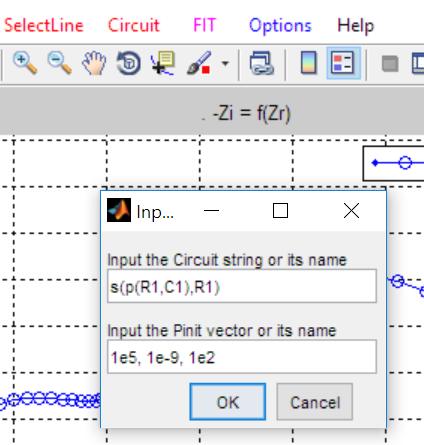 SelectLine Circuit FIT Options Help
. -Zi = f(Zr)
Inp...
Input the Circuit string or its name
s(p(R1,C1),R1)
Input the Pinit vector or its name
1e5, 1e-9, 1e2
OK Cancel